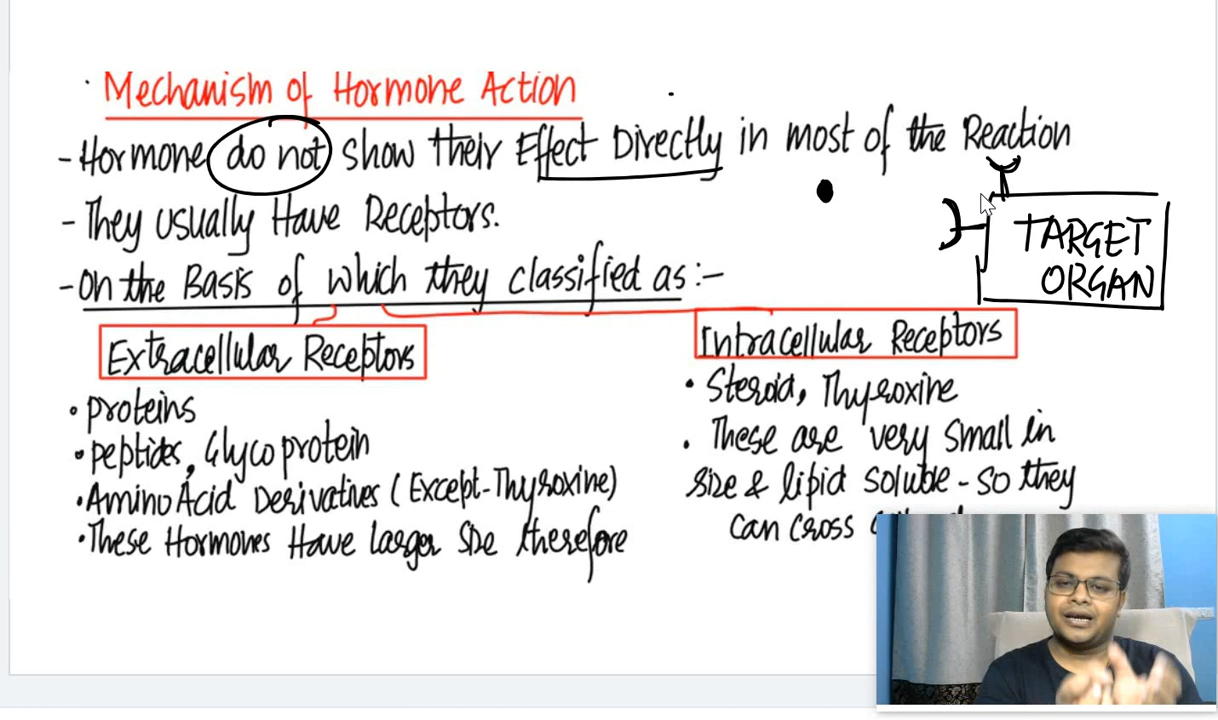 Mechanism of Hormone Action
- Hormone do not show their Effect Directly in most of the Reaction
- They usually Have Receptors.
- On the Basis of which they classified as :-
TARGET
ORGAN
Extracellular Receptors
• Proteins
• Peptides, Glycoprotein
• Amino Acid Derivatives (Except-Thyroxine)
• These Hormones Have larger Size therefore
Intracellular Receptors
• Steroid, Thyroxine
• These are very small in
size & lipid soluble - so they
can cross